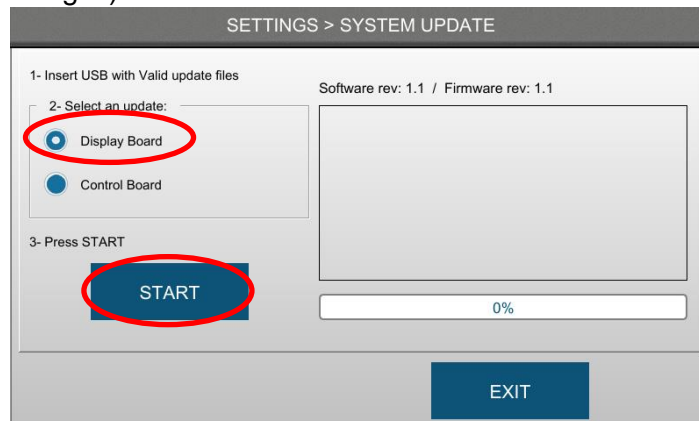 SETTINGS > SYSTEM UPDATE
1- Insert USB with Valid update files
2- Select an update:
Display Board
Control Board
3- Press START
START
Software rev: 1.1 / Firmware rev: 1.1
0%
EXIT